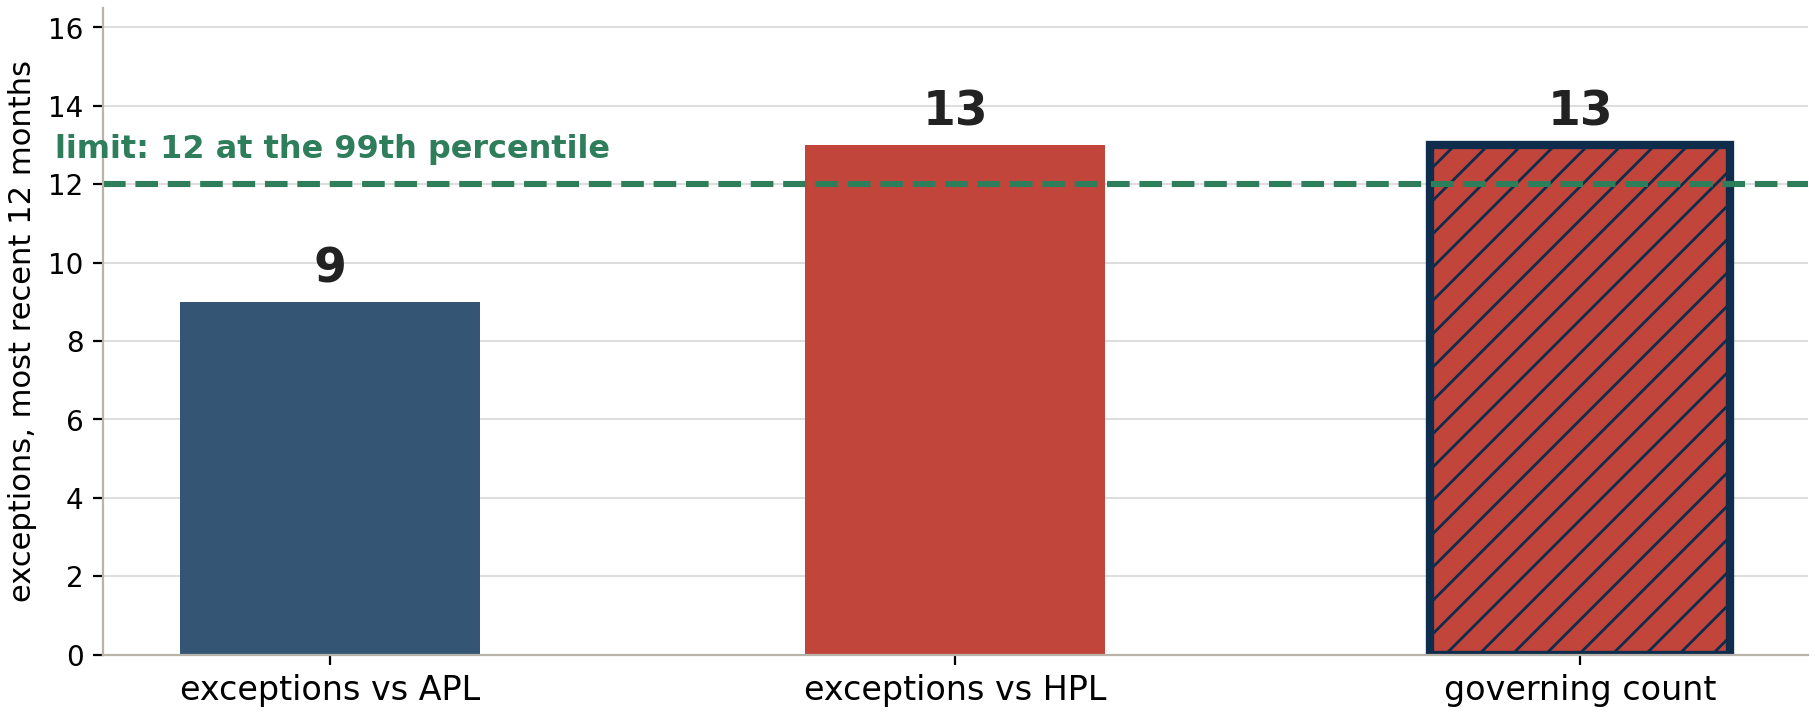 exceptions, most recent 12 months
16
14
12
10
8
6
4
2
0
limit: 12 at the 99th percentile
9
13
13
exceptions vs APL
exceptions vs HPL
governing count